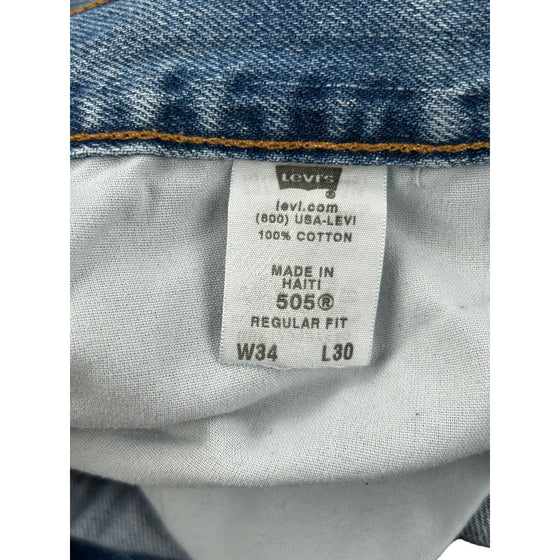 Levi's
®
levi.com
(800) USA-LEVI
100% COTTON
MADE IN
HAITI
505®
REGULAR FIT
W34 L30